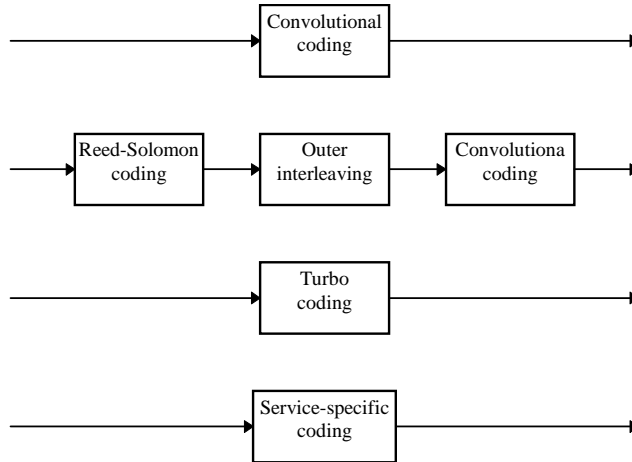 Convolutional
coding
Reed-Solomon
coding
Outer
interleaving
Convolutiona
coding
Turbo
coding
Service-specific
coding